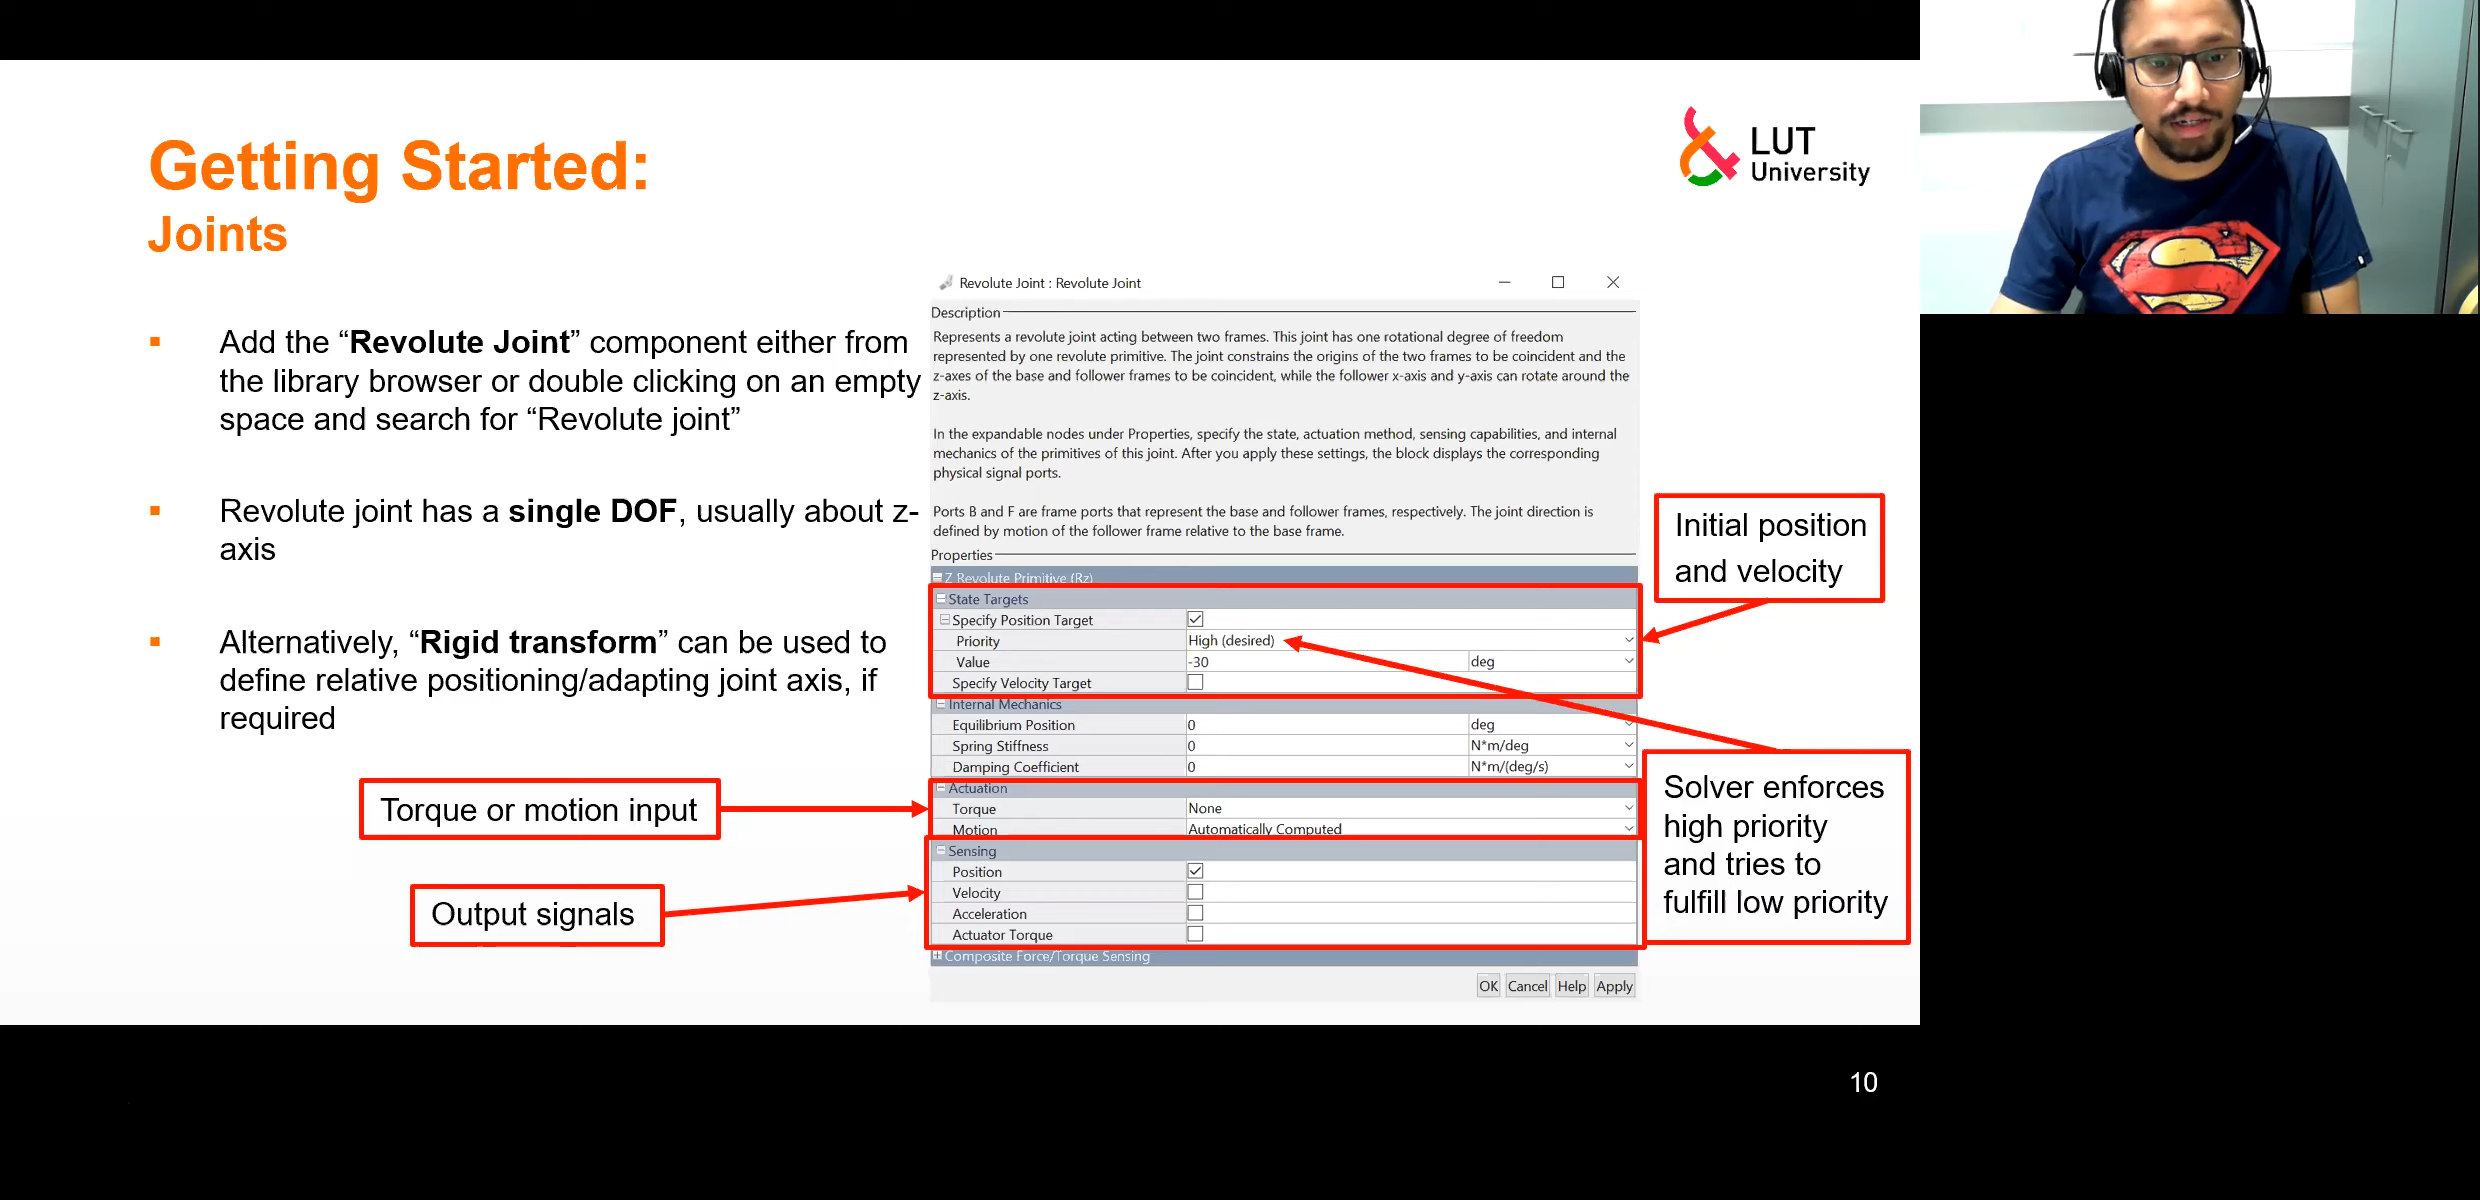 Getting Started:
Joints
LUT
University
▪ Add the “Revolute Joint” component either from
the library browser or double clicking on an empty
space and search for “Revolute joint”
▪ Revolute joint has a single DOF, usually about z-
axis
▪ Alternatively, “Rigid transform” can be used to
define relative positioning/adapting joint axis, if
required
Torque or motion input
Output signals
Revolute Joint : Revolute Joint
Description
Represents a revolute joint acting between two frames. This joint has one rotational degree of freedom
represented by one revolute primitive. The joint constrains the origins of the two frames to be coincident and the
z-axes of the base and follower frames to be coincident, while the follower x-axis and y-axis can rotate around the
z-axis.
In the expandable nodes under Properties, specify the state, actuation method, sensing capabilities, and internal
mechanics of the primitives of this joint. After you apply these settings, the block displays the corresponding
physical signal ports.
Ports B and F are frame ports that represent the base and follower frames, respectively. The joint direction is
defined by motion of the follower frame relative to the base frame.
Properties
Z Revolute Primitive (Rz)
State Targets
Specify Position Target
Priority High (desired)
Value -30 deg
Specify Velocity Target
Internal Mechanics
Equilibrium Position 0 deg
Spring Stiffness 0 N*m/deg
Damping Coefficient 0 N*m/(deg/s)
Actuation
Torque None
Motion Automatically Computed
Sensing
Position
Velocity
Acceleration
Actuator Torque
Composite Force/Torque Sensing
OK Cancel Help Apply
Initial position
and velocity
Solver enforces
high priority
and tries to
fulfill low priority
10